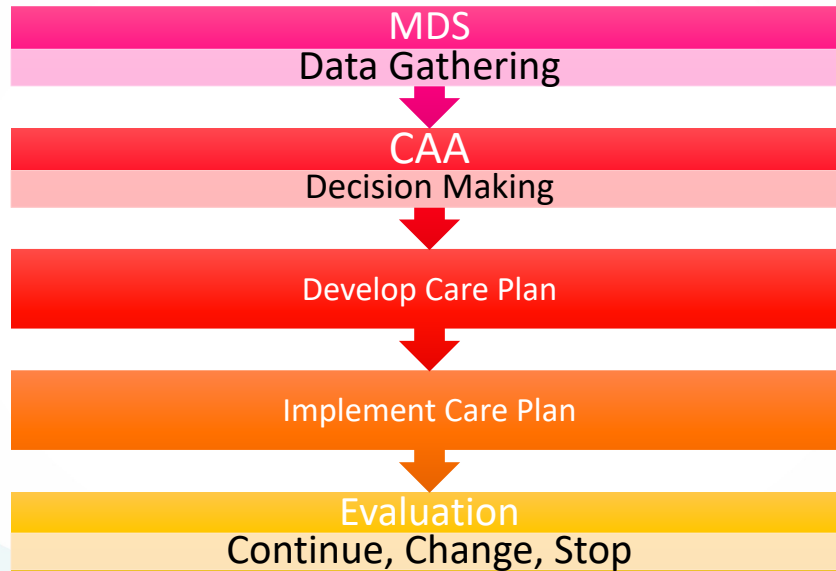 MDS
Data Gathering
CAA
Decision Making
Develop Care Plan
Implement Care Plan
Evaluation
Continue, Change, Stop